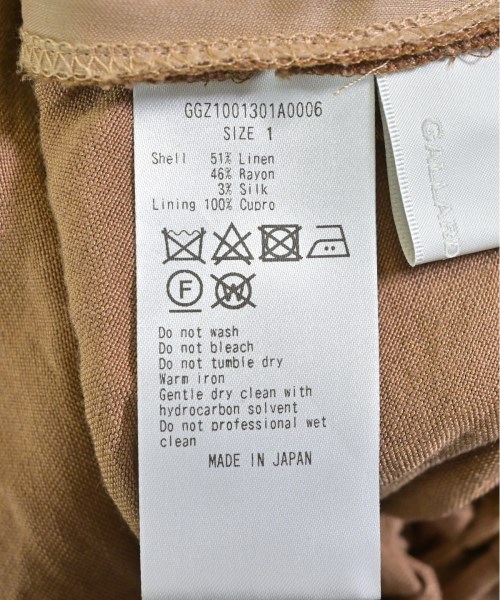 GGZ1001301A0006
SIZE 1
Shell 51% Linen
46% Rayon
3% Silk
Lining 100% Cupro
F
W
Do not wash
Do not bleach
Do not tumble dry
Warm iron
Gentle dry clean with
hydrocarbon solvent
Do not professional wet
clean
MADE IN JAPAN